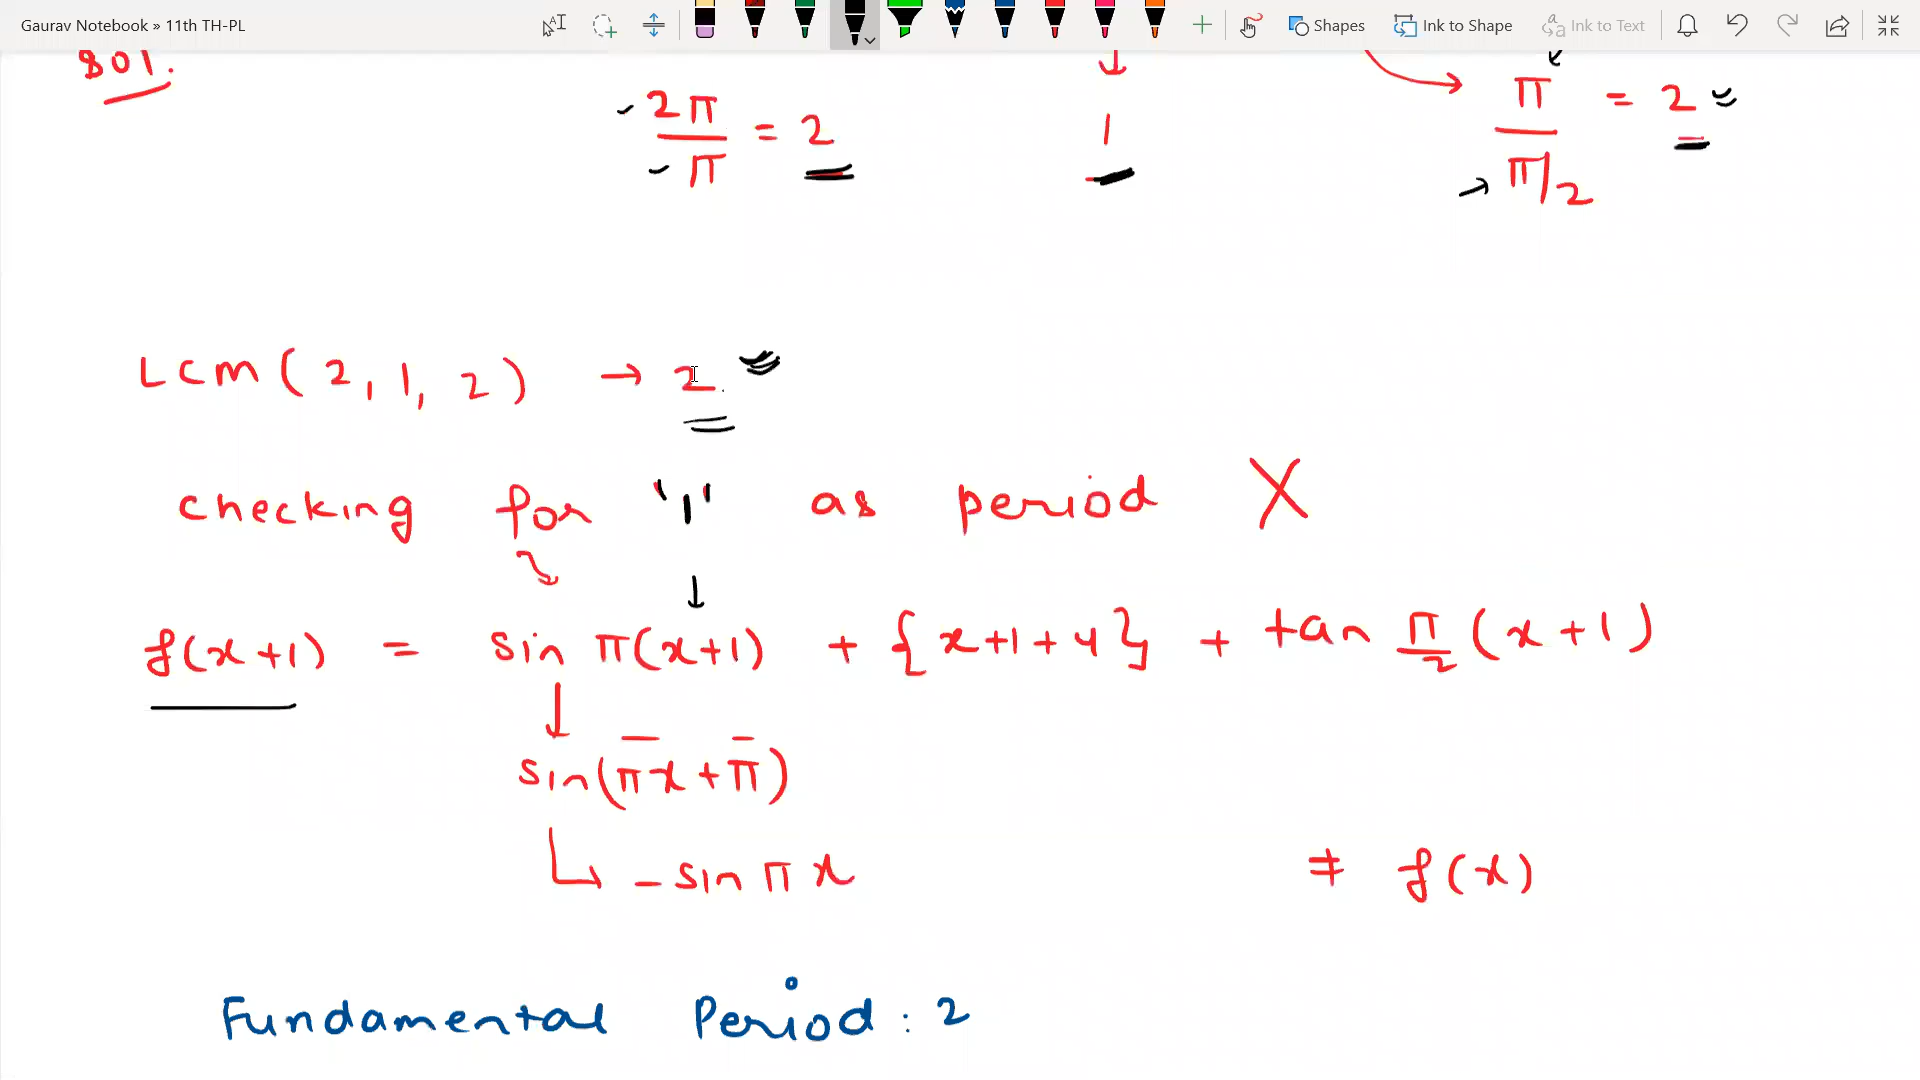 Gaurav Notebook » 11th TH-PL
Shapes
Ink to Shape
Ink to Text
Sol.
2π/π = 2
1
π/(π/2) = 2
Lcm(2, 1, 2) → 2.
checking for '1' as period X
f(x+1) = sin π(x+1) + {x+1+4} + tan π/2 (x+1)
sin(πx+π)
-sin πx ≠ f(x)
Fundamental Period : 2